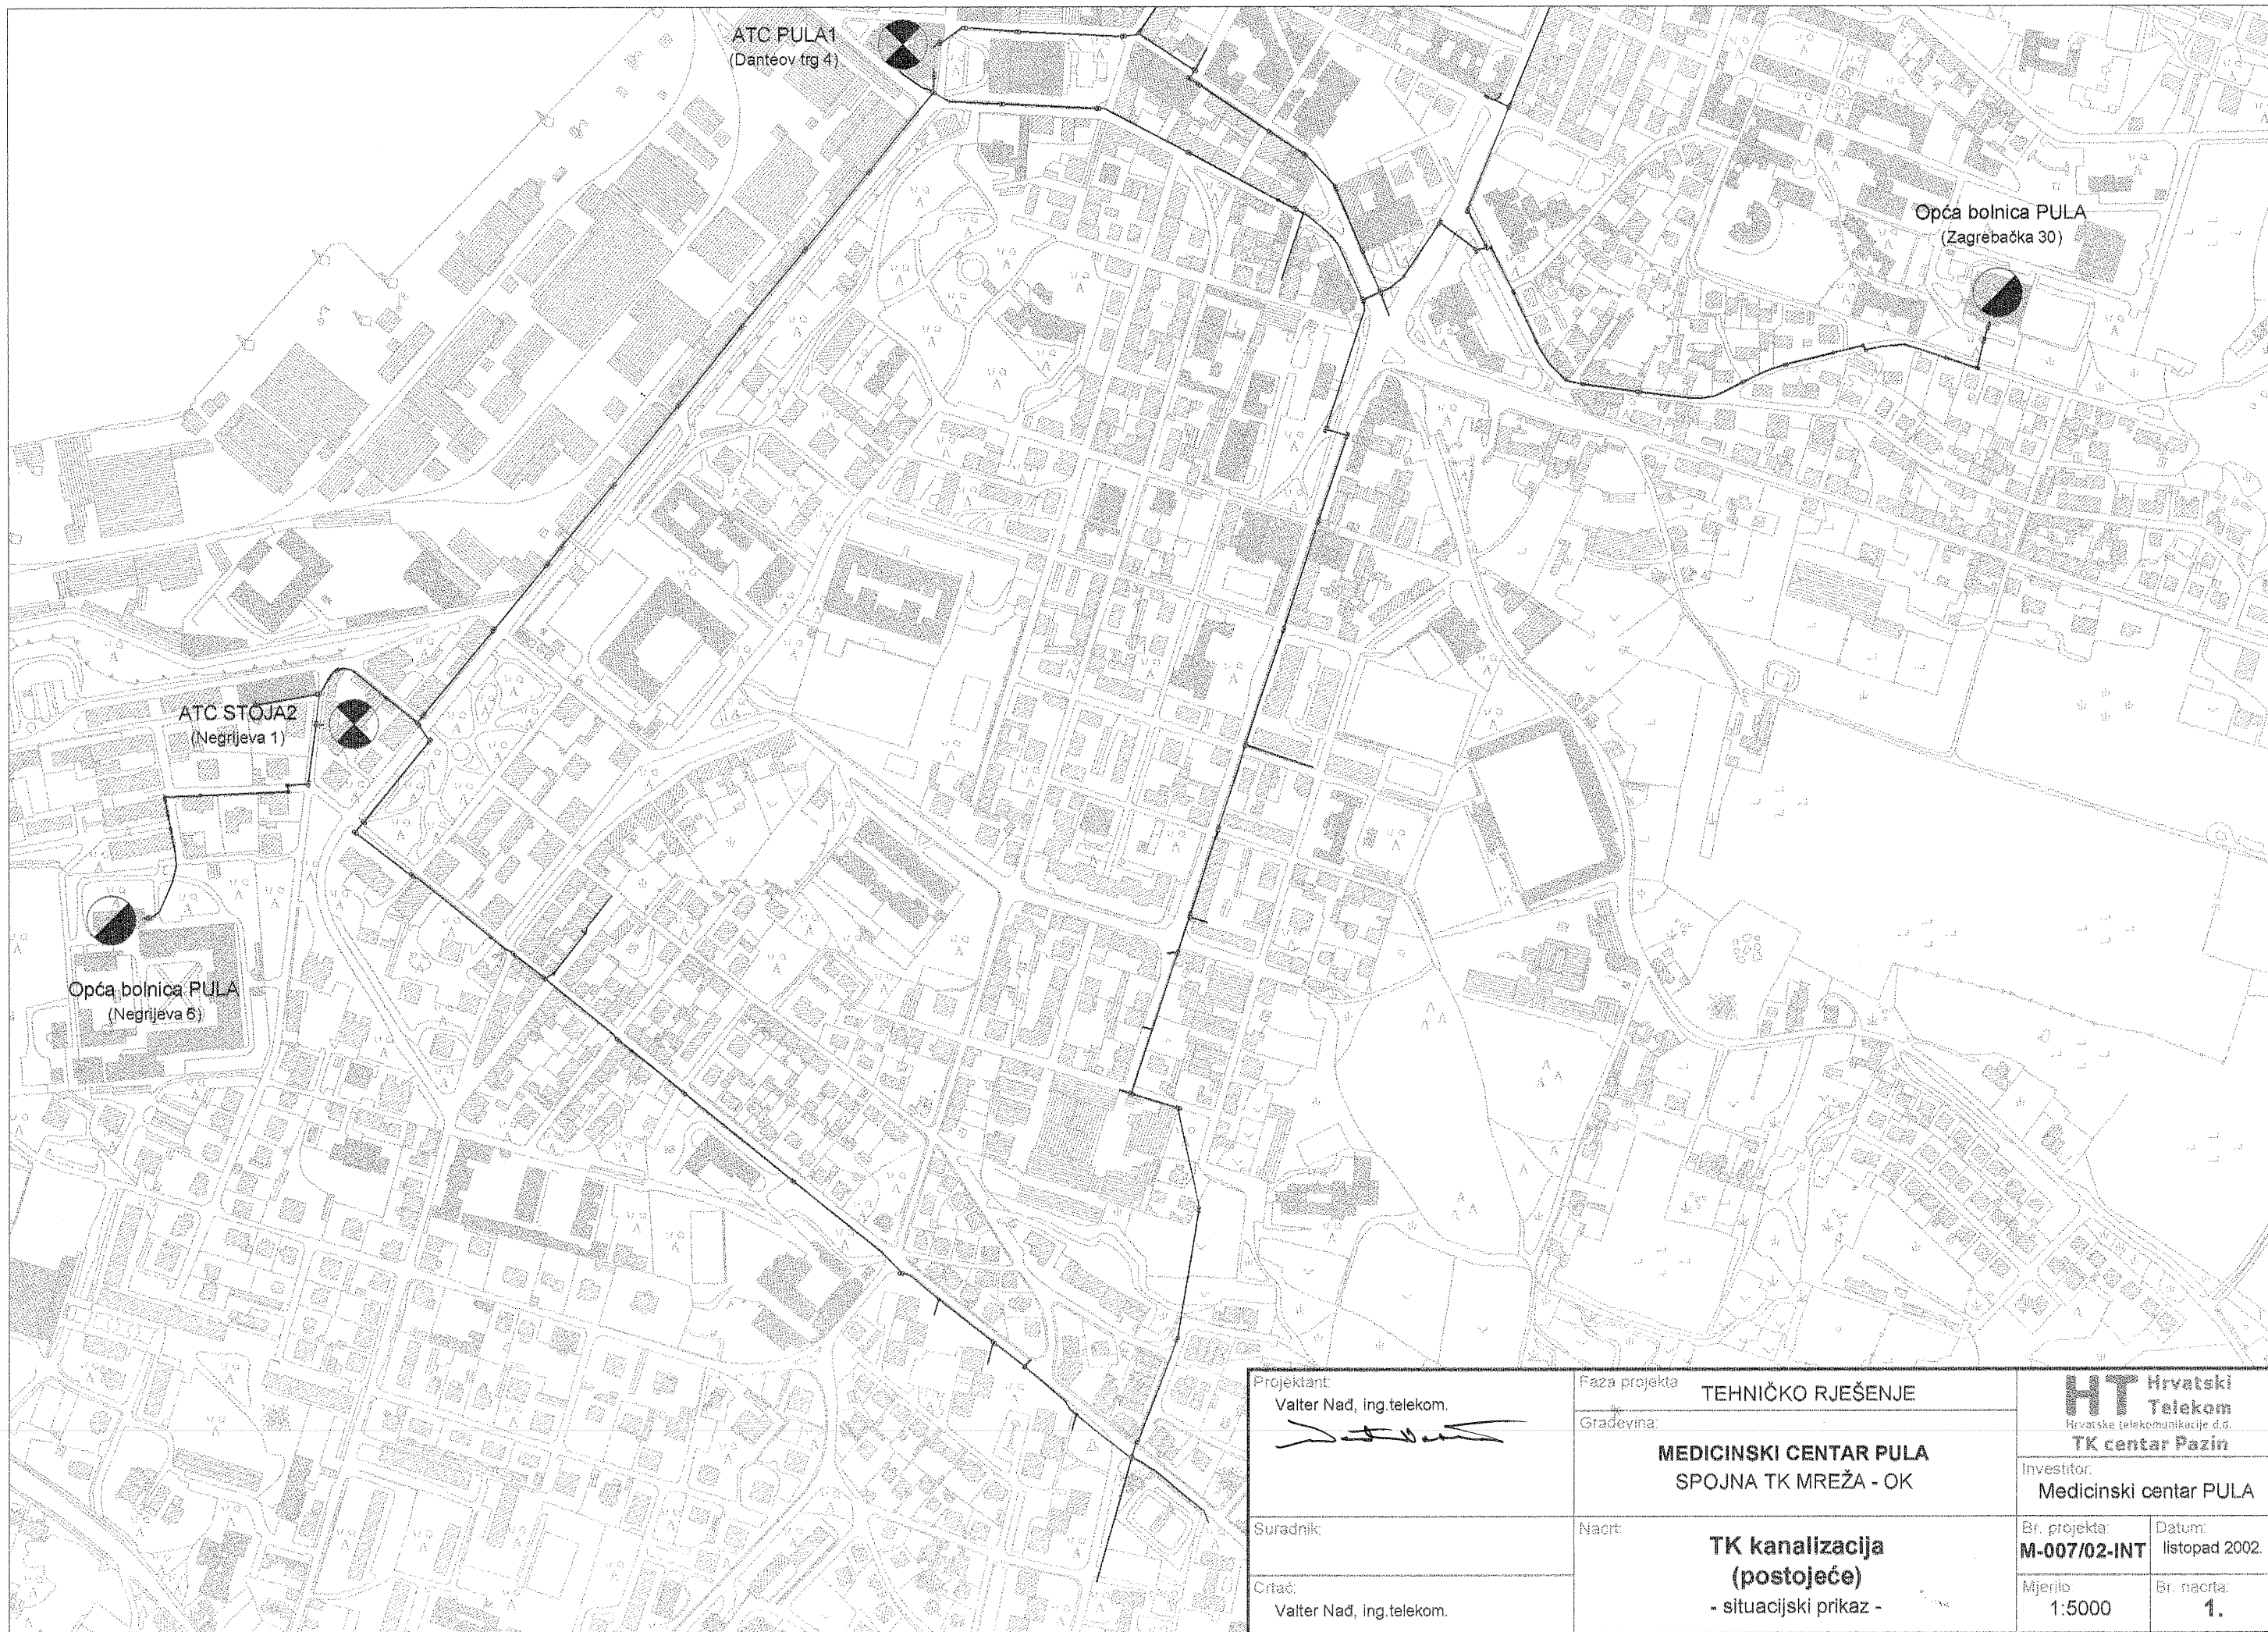 ATC PULA1
(Danteov trg 4)
Opća bolnica PULA
(Zagrebačka 30)
ATC STOJA2
(Negrijeva 1)
Opća bolnica PULA
(Negrijeva 6)
Projektant:
Valter Nađ, ing.telekom.
Suradnik:
Crtač:
Valter Nađ, ing.telekom.
Faza projekta
TEHNIČKO RJEŠENJE
Građevina:
MEDICINSKI CENTAR PULA
SPOJNA TK MREŽA - OK
Nacrt:
TK kanalizacija
(postojeće)
- situacijski prikaz -
HT Hrvatski
Telekom
Hrvatske telekomunikacije d.d.
TK centar Pazin
Investitor:
Medicinski centar PULA
Br. projekta:
M-007/02-INT
Datum:
listopad 2002.
Mjerilo:
1:5000
Br. nacrta:
1.